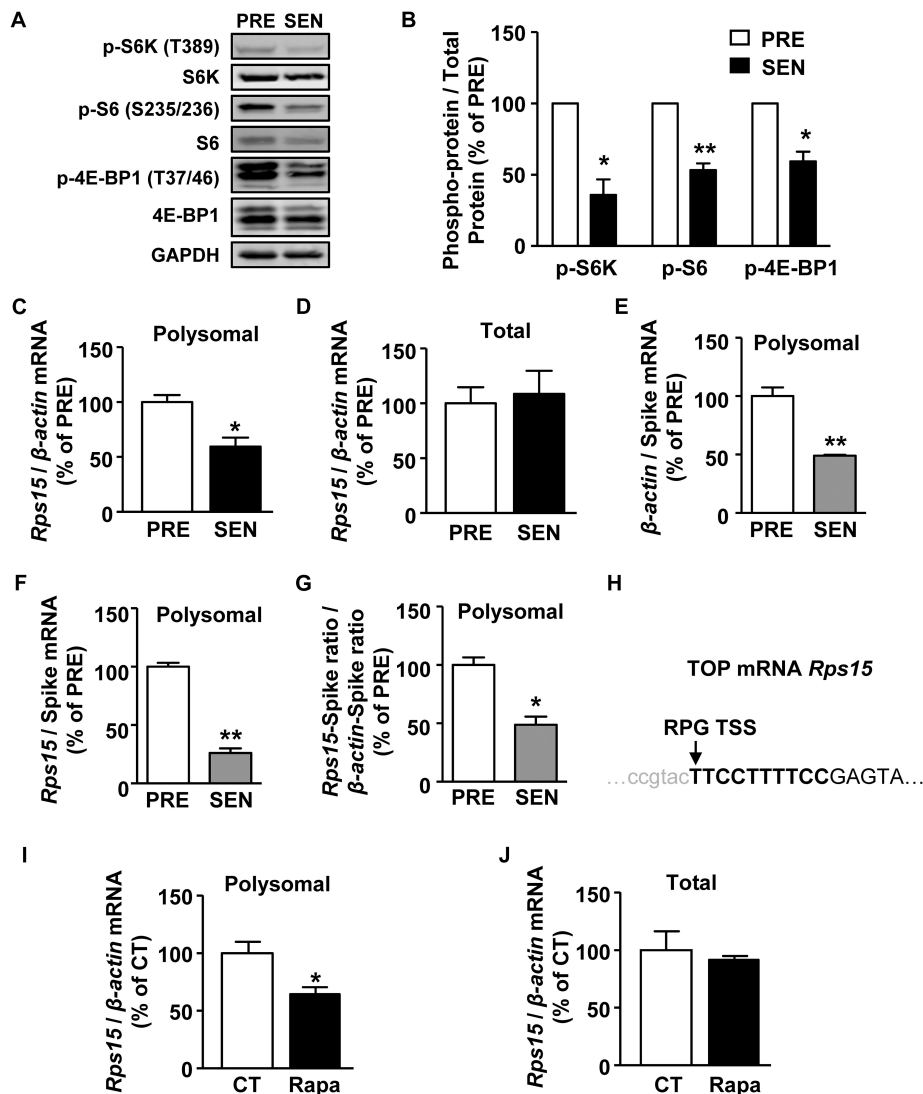 A
PRE SEN
p-S6K (T389)
S6K
p-S6 (S235/236)
S6
p-4E-BP1 (T37/46)
4E-BP1
GAPDH
B
Phospho-protein / Total
Protein (% of PRE)
150
100
50
0
PRE
SEN
*
**
*
p-S6K
p-S6
p-4E-BP1
C
Polysomal
Rps15 / β-actin mRNA
(% of PRE)
150
100
50
0
*
PRE SEN
D
Total
Rps15 / β-actin mRNA
(% of PRE)
150
100
50
0
PRE SEN
E
Polysomal
β-actin / Spike mRNA
(% of PRE)
150
100
50
0
**
PRE SEN
F
Polysomal
Rps15 / Spike mRNA
(% of PRE)
150
100
50
0
**
PRE SEN
G
Polysomal
Rps15-Spike ratio /
β-actin-Spike ratio
(% of PRE)
150
100
50
0
*
PRE SEN
H
TOP mRNA Rps15
RPG TSS
...ccgtacTTCCTTTTCCGAGTA...
I
Polysomal
Rps15 / β-actin mRNA
(% of CT)
150
100
50
0
*
CT Rapa
J
Total
Rps15 / β-actin mRNA
(% of CT)
150
100
50
0
CT Rapa